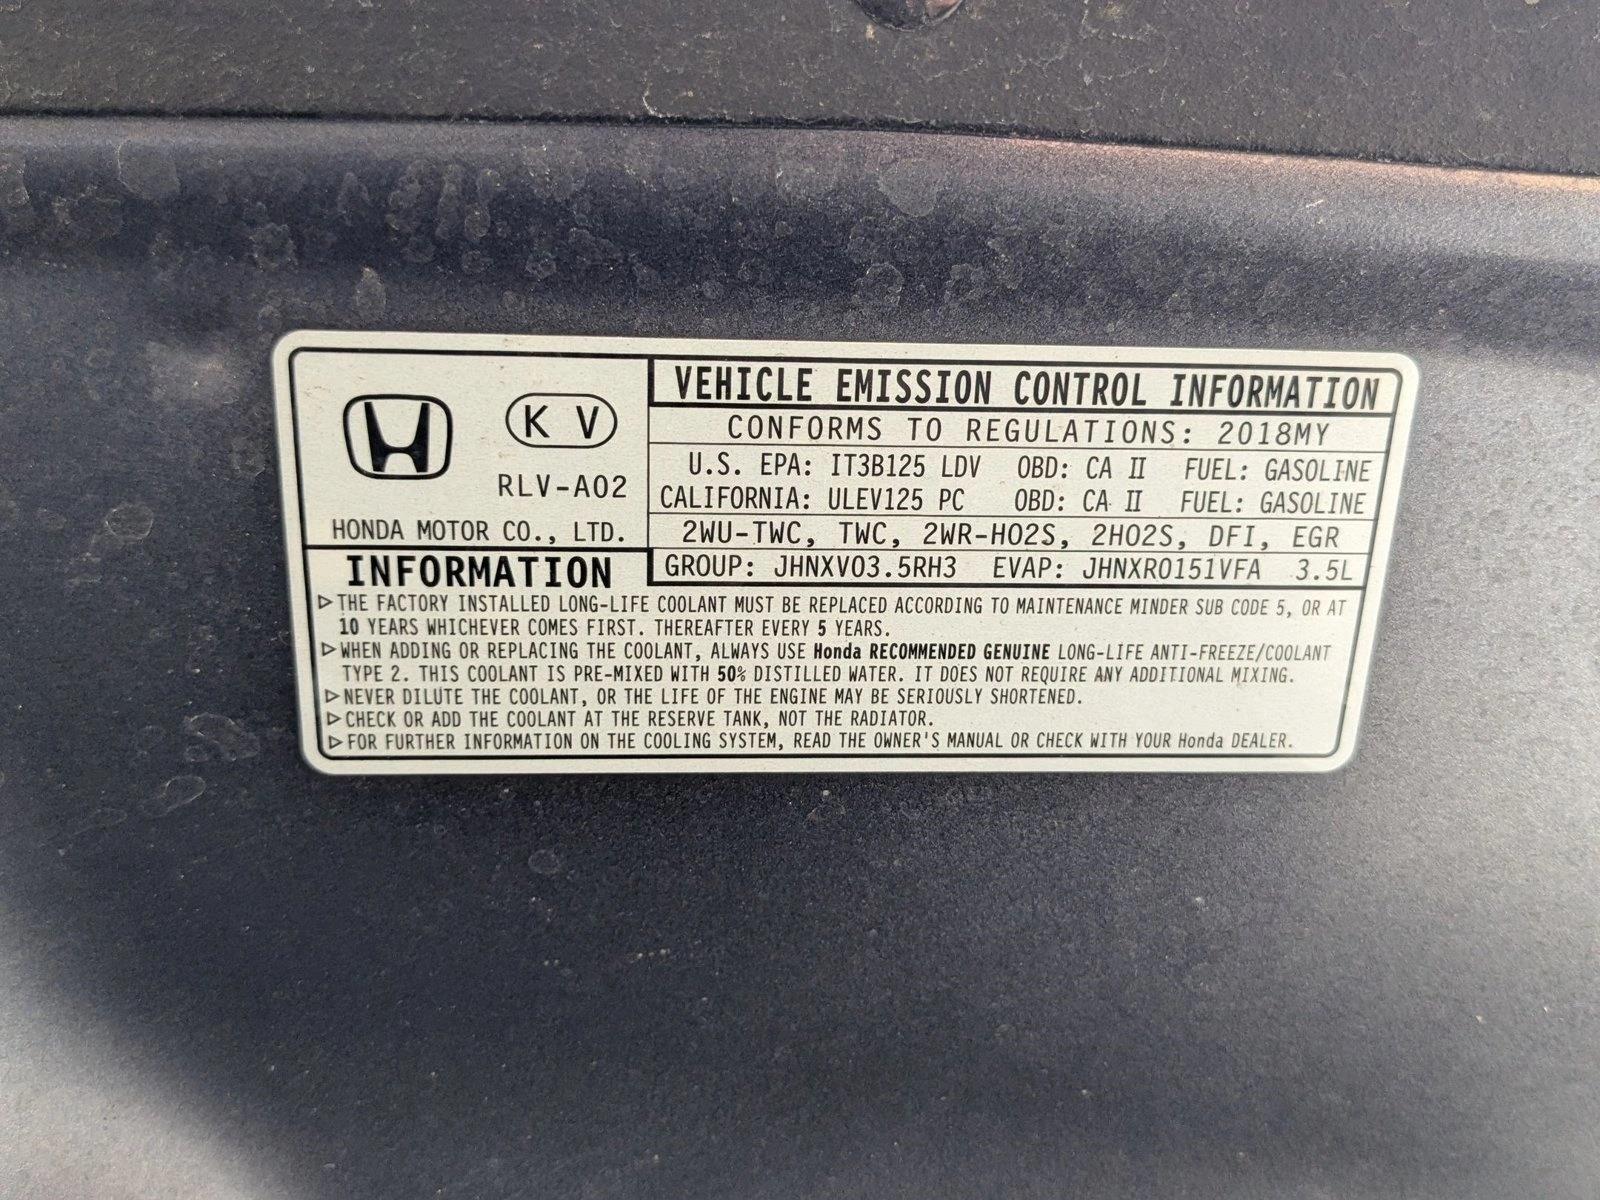 K V
RLV-A02
HONDA MOTOR CO., LTD.
VEHICLE EMISSION CONTROL INFORMATION
CONFORMS TO REGULATIONS: 2018MY
U.S. EPA: IT3B125 LDV OBD: CA II FUEL: GASOLINE
CALIFORNIA: ULEV125 PC OBD: CA II FUEL: GASOLINE
2WU-TWC, TWC, 2WR-HO2S, 2HO2S, DFI, EGR
GROUP: JHNXV03.5RH3 EVAP: JHNXR0151VFA 3.5L
INFORMATION
▷THE FACTORY INSTALLED LONG-LIFE COOLANT MUST BE REPLACED ACCORDING TO MAINTENANCE MINDER SUB CODE 5, OR AT
10 YEARS WHICHEVER COMES FIRST. THEREAFTER EVERY 5 YEARS.
▷WHEN ADDING OR REPLACING THE COOLANT, ALWAYS USE Honda RECOMMENDED GENUINE LONG-LIFE ANTI-FREEZE/COOLANT
TYPE 2. THIS COOLANT IS PRE-MIXED WITH 50% DISTILLED WATER. IT DOES NOT REQUIRE ANY ADDITIONAL MIXING.
▷NEVER DILUTE THE COOLANT, OR THE LIFE OF THE ENGINE MAY BE SERIOUSLY SHORTENED.
▷CHECK OR ADD THE COOLANT AT THE RESERVE TANK, NOT THE RADIATOR.
▷FOR FURTHER INFORMATION ON THE COOLING SYSTEM, READ THE OWNER'S MANUAL OR CHECK WITH YOUR Honda DEALER.